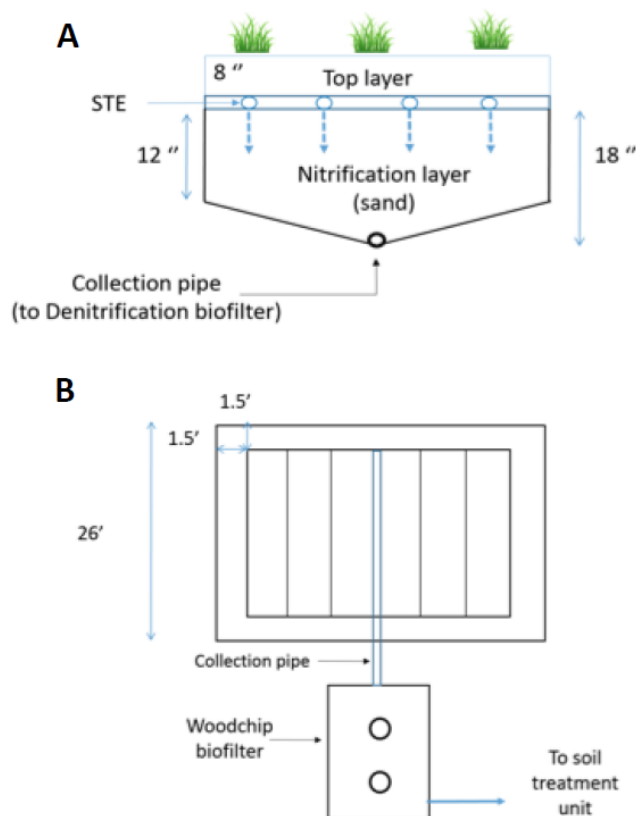 A
8 ″
Top layer
STE
12 ″
18 ″
Nitrification layer
(sand)
Collection pipe
(to Denitrification biofilter)
B
1.5’
1.5’
26’
Collection pipe
Woodchip
biofilter
To soil
treatment
unit